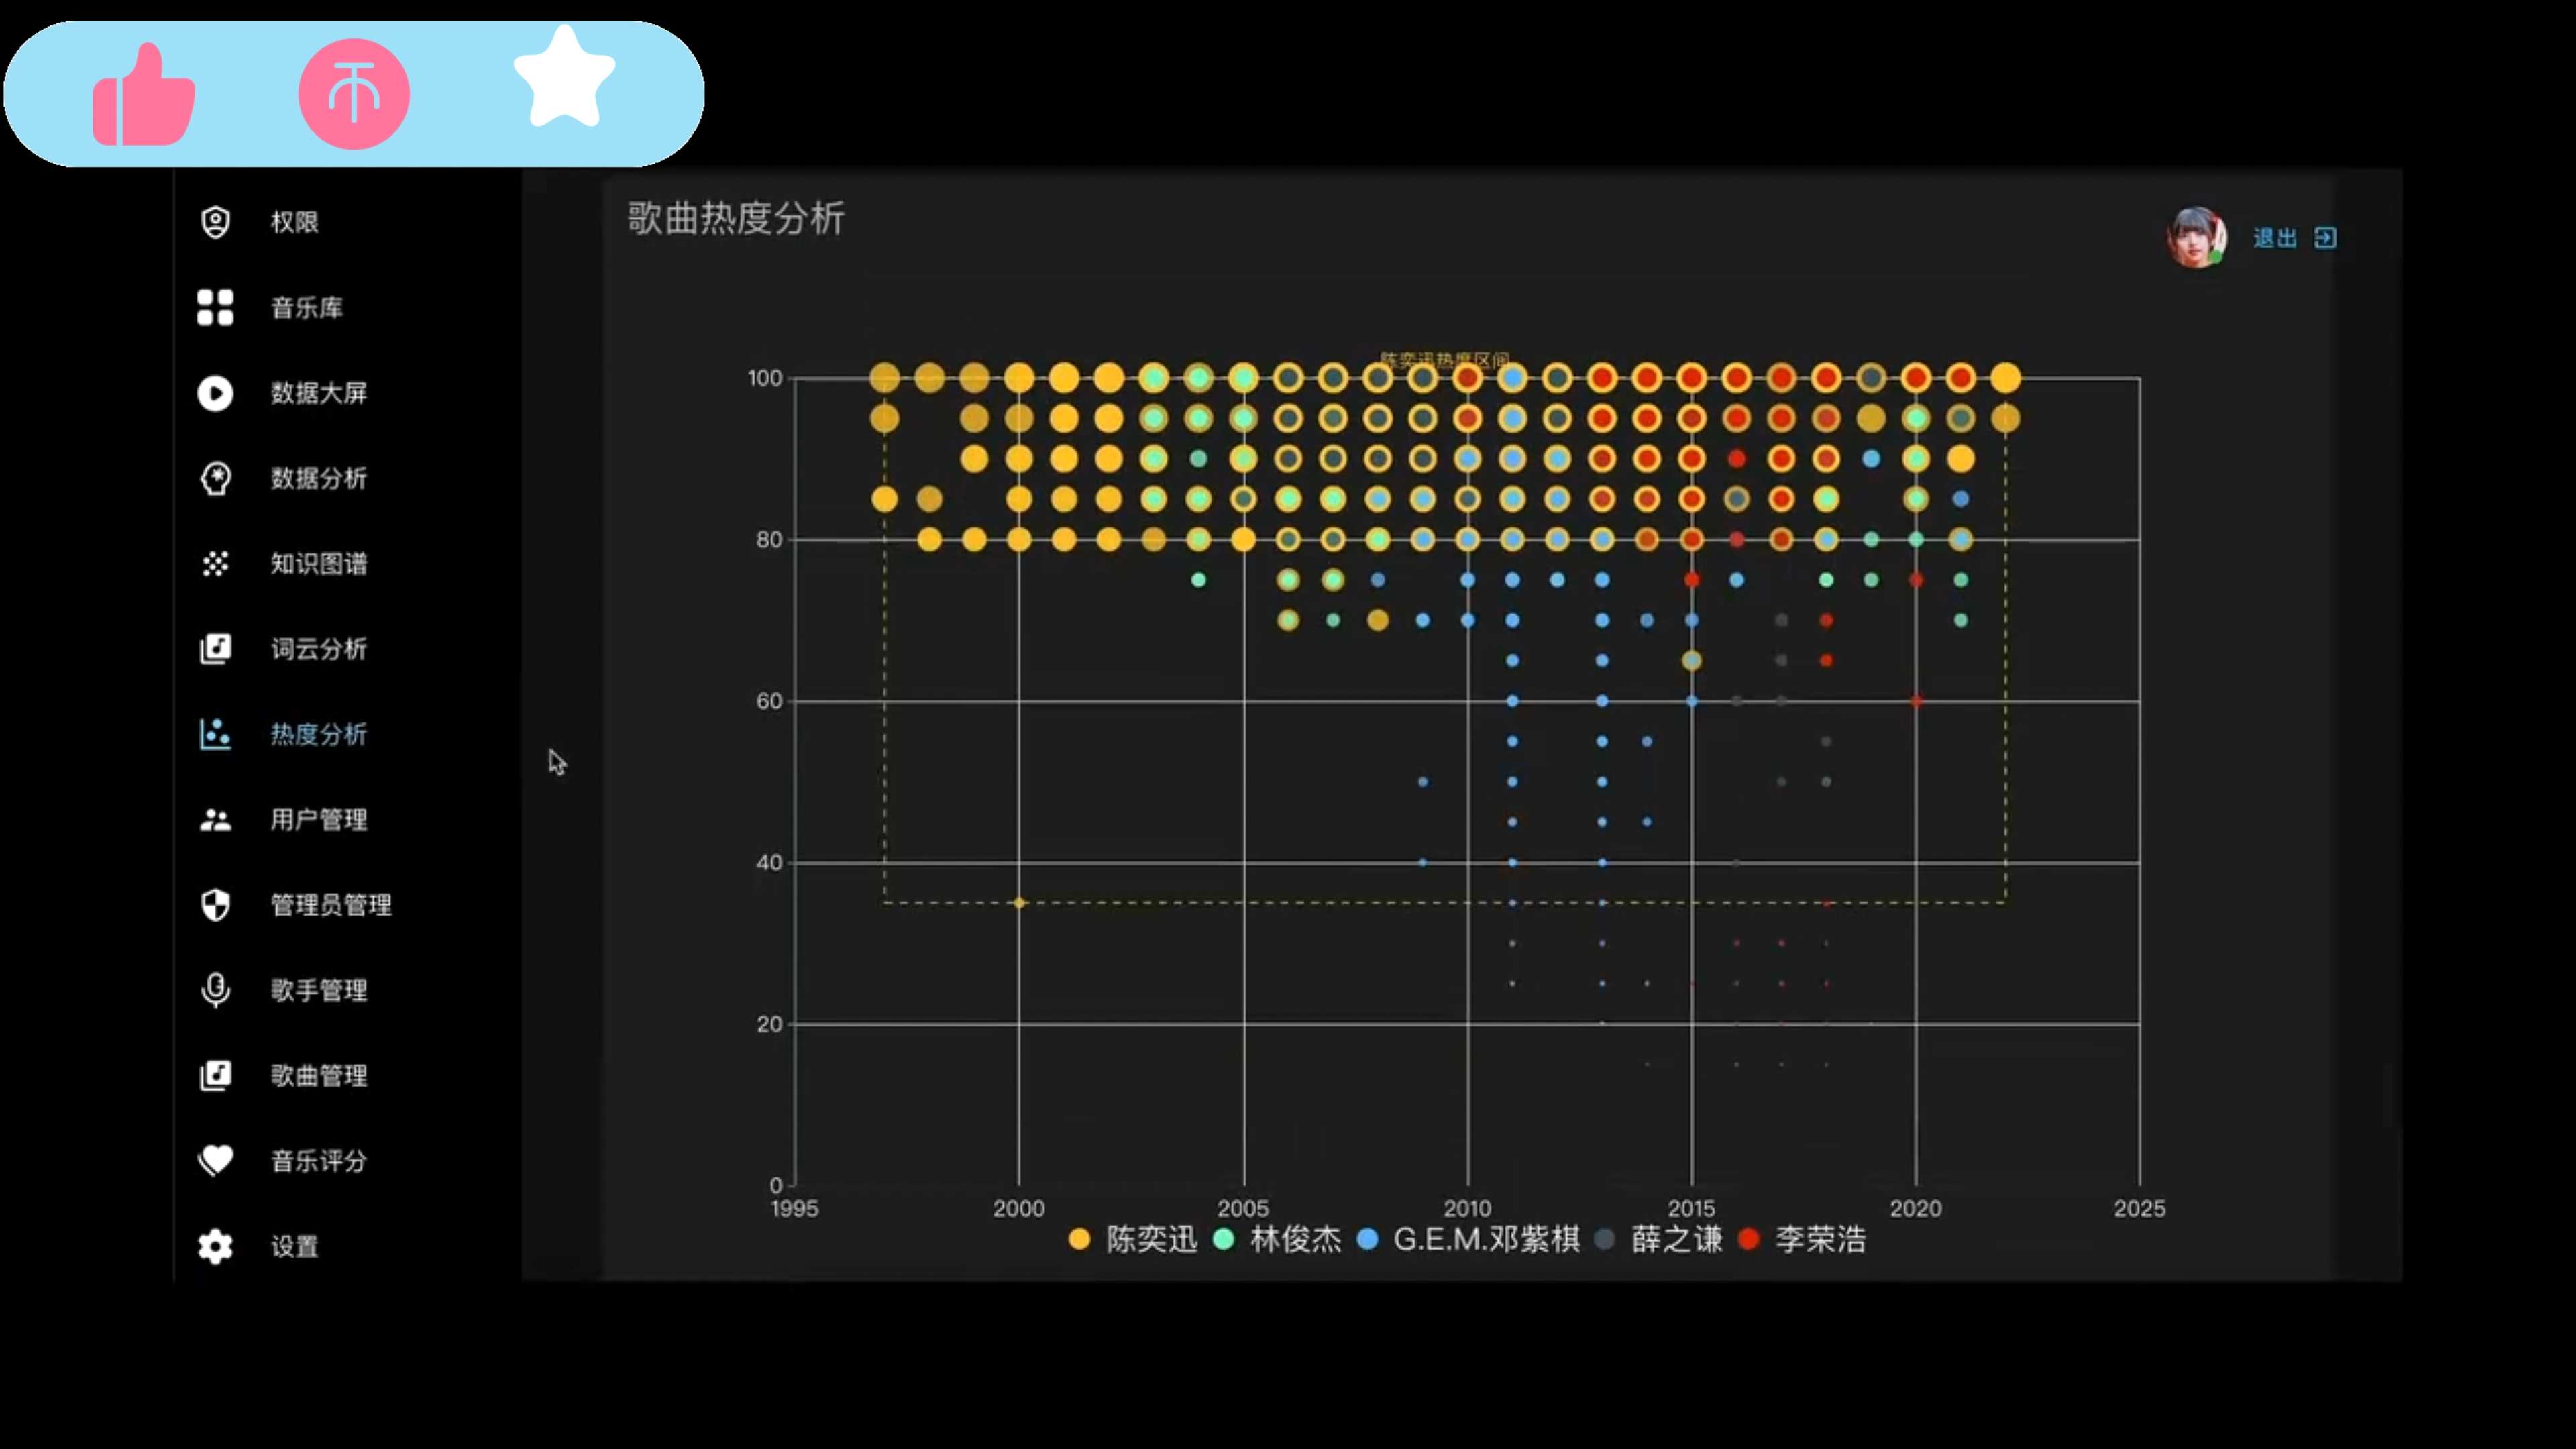 权限
音乐库
数据大屏
数据分析
知识图谱
词云分析
热度分析
用户管理
管理员管理
歌手管理
歌曲管理
音乐评分
设置
歌曲热度分析
退出
陈奕迅热度区间
100
80
60
40
20
0
1995 2000 2005 2010 2015 2020 2025
陈奕迅 林俊杰 G.E.M.邓紫棋 薛之谦 李荣浩